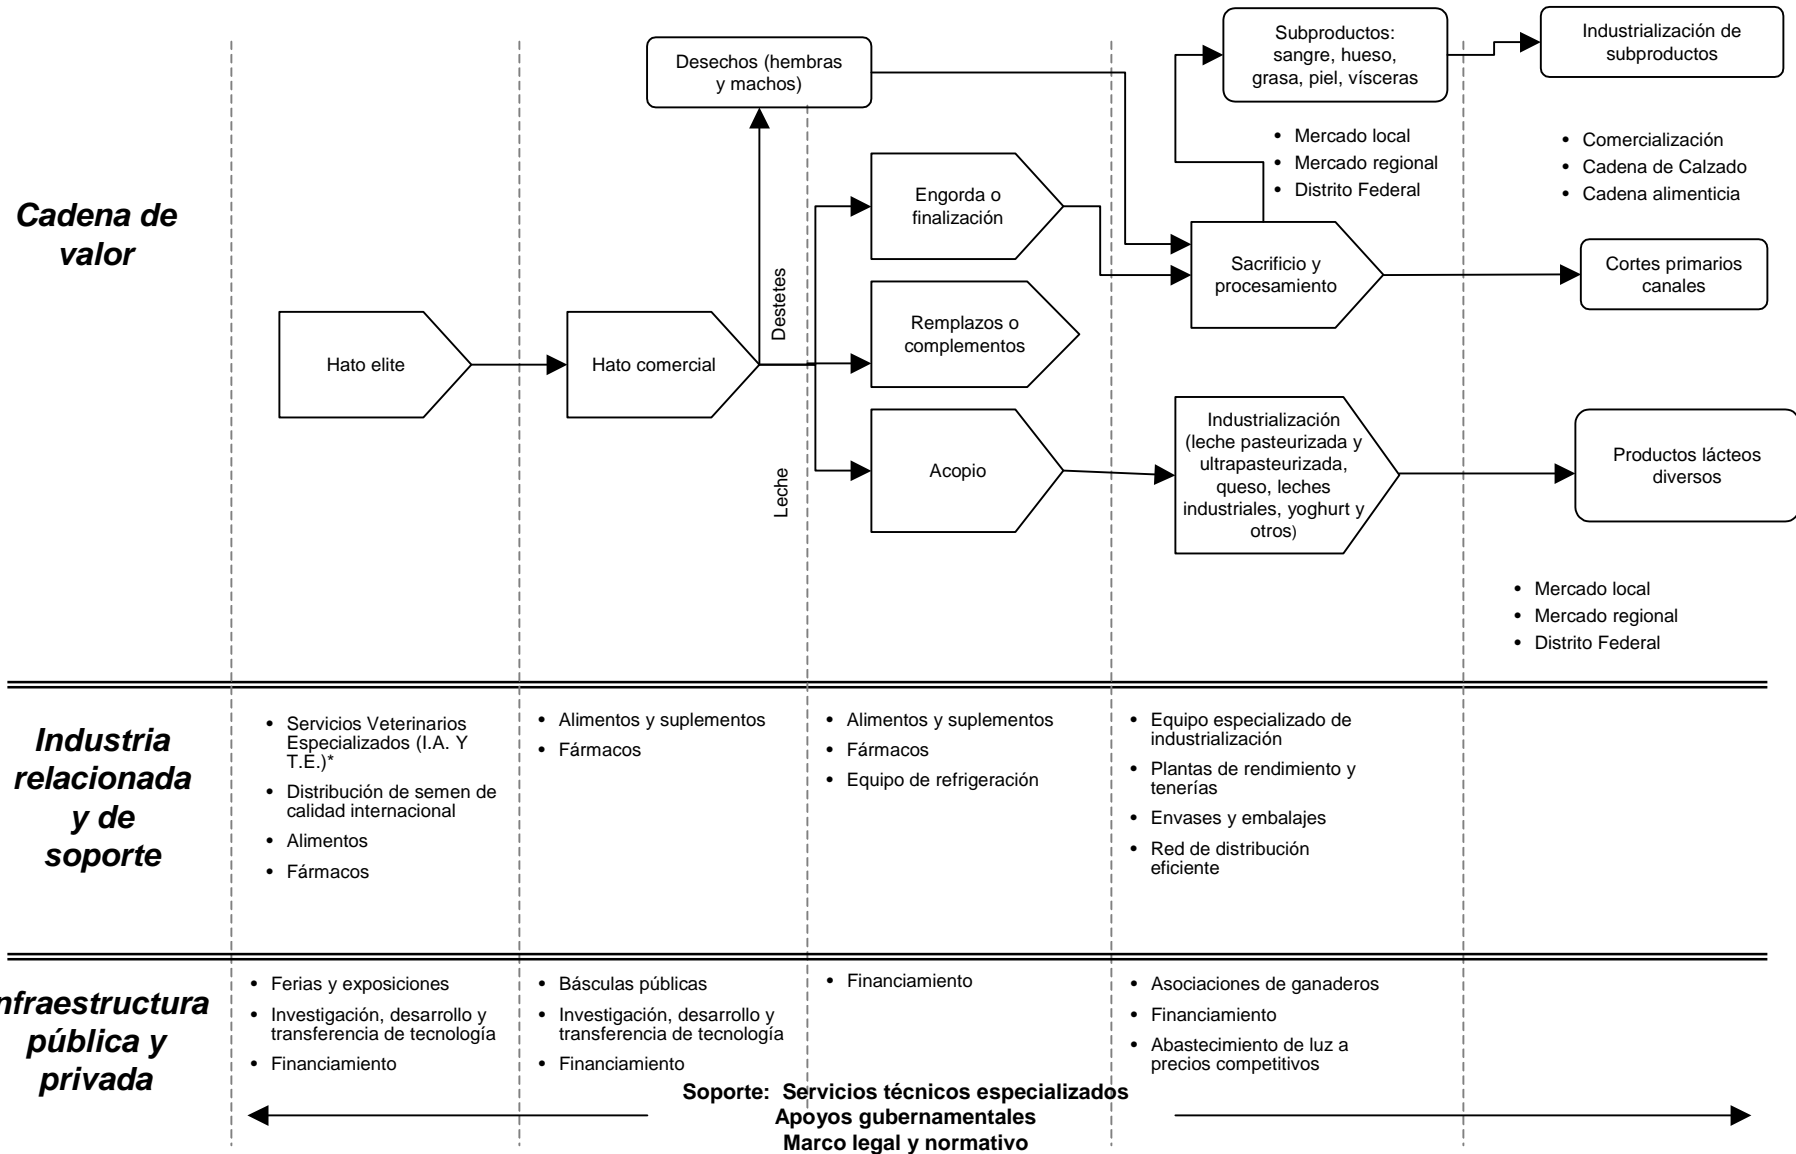 Desechos (hembras
y machos)
Subproductos:
sangre, hueso,
grasa, piel, vísceras
Industrialización de
subproductos
• Mercado local
• Mercado regional
• Distrito Federal
• Comercialización
• Cadena de Calzado
• Cadena alimenticia
Cadena de
valor
Engorda o
finalización
Sacrificio y
procesamiento
Cortes primarios
canales
Destetes
Hato elite
Hato comercial
Remplazos o
complementos
Leche
Acopio
Industrialización
(leche pasteurizada y
ultrapasteurizada,
queso, leches
industriales, yoghurt y
otros)
Productos lácteos
diversos
• Mercado local
• Mercado regional
• Distrito Federal
Industria
relacionada
y de
soporte
• Servicios Veterinarios
Especializados (I.A. Y
T.E.)*
• Distribución de semen de
calidad internacional
• Alimentos
• Fármacos
• Alimentos y suplementos
• Fármacos
• Alimentos y suplementos
• Fármacos
• Equipo de refrigeración
• Equipo especializado de
industrialización
• Plantas de rendimiento y
tenerías
• Envases y embalajes
• Red de distribución
eficiente
nfraestructura
pública y
privada
• Ferias y exposiciones
• Investigación, desarrollo y
transferencia de tecnología
• Financiamiento
• Básculas públicas
• Investigación, desarrollo y
transferencia de tecnología
• Financiamiento
• Financiamiento
• Asociaciones de ganaderos
• Financiamiento
• Abastecimiento de luz a
precios competitivos
Soporte: Servicios técnicos especializados
Apoyos gubernamentales
Marco legal y normativo